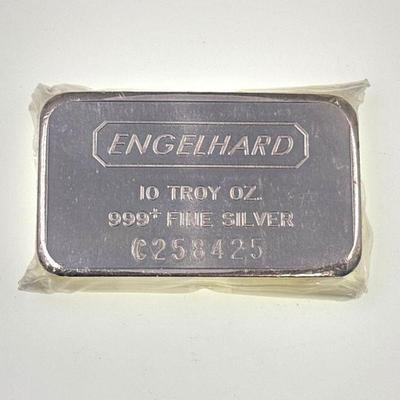 ENGELHARD
10 TROY OZ.
999+ FINE SILVER
C258425